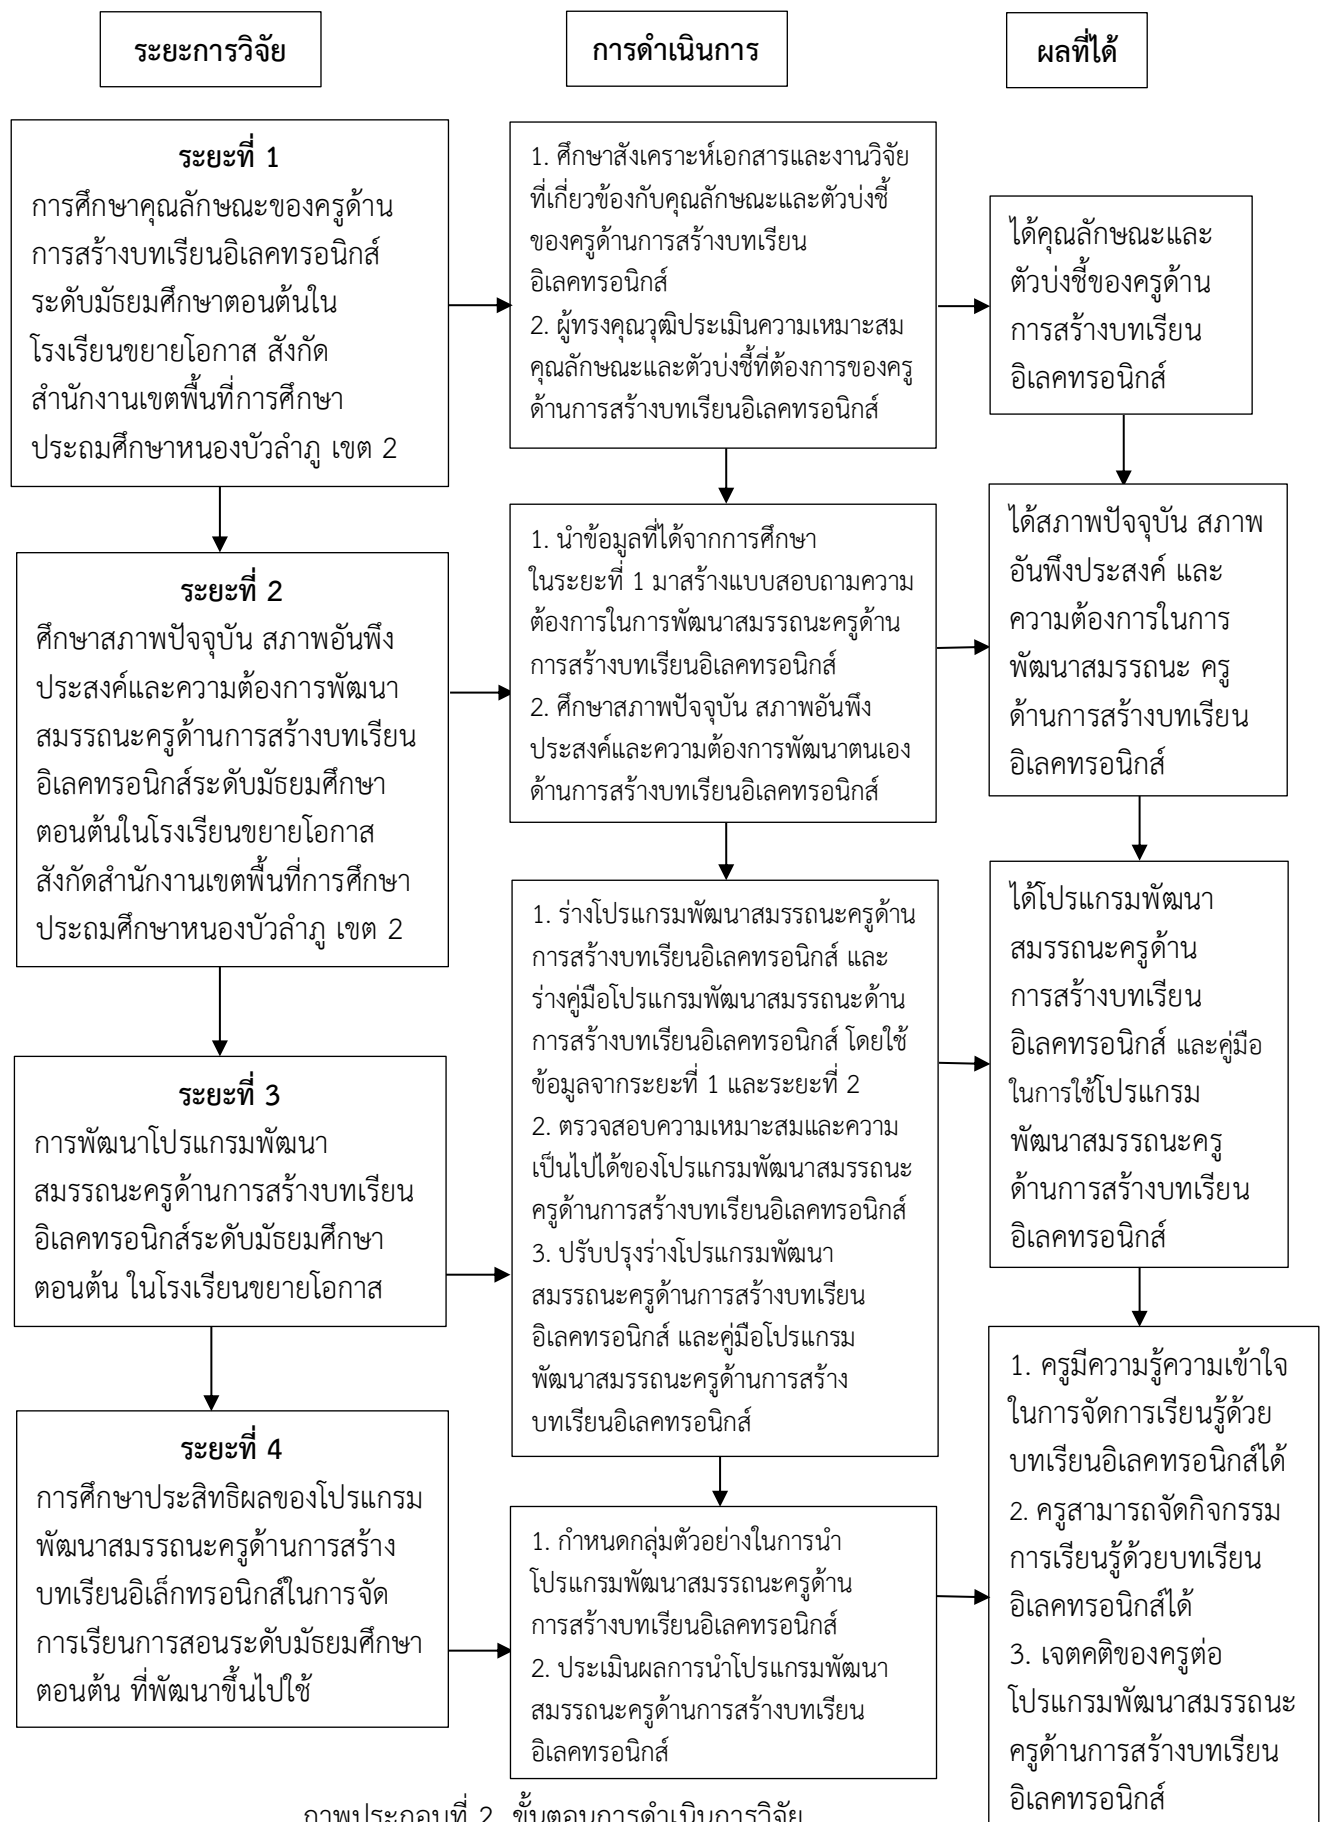 ระยะการวิจัย
การดำเนินการ
ผลที่ได้
ระยะที่ 1
การศึกษาคุณลักษณะของครูด้าน
การสร้างบทเรียนอิเลคทรอนิกส์
ระดับมัธยมศึกษาตอนต้นใน
โรงเรียนขยายโอกาส สังกัด
สำนักงานเขตพื้นที่การศึกษา
ประถมศึกษาหนองบัวลำภู เขต 2
1. ศึกษาสังเคราะห์เอกสารและงานวิจัย
ที่เกี่ยวข้องกับคุณลักษณะและตัวบ่งชี้
ของครูด้านการสร้างบทเรียน
อิเลคทรอนิกส์
2. ผู้ทรงคุณวุฒิประเมินความเหมาะสม
คุณลักษณะและตัวบ่งชี้ที่ต้องการของครู
ด้านการสร้างบทเรียนอิเลคทรอนิกส์
ได้คุณลักษณะและ
ตัวบ่งชี้ของครูด้าน
การสร้างบทเรียน
อิเลคทรอนิกส์
ระยะที่ 2
ศึกษาสภาพปัจจุบัน สภาพอันพึง
ประสงค์และความต้องการพัฒนา
สมรรถนะครูด้านการสร้างบทเรียน
อิเลคทรอนิกส์ระดับมัธยมศึกษา
ตอนต้นในโรงเรียนขยายโอกาส
สังกัดสำนักงานเขตพื้นที่การศึกษา
ประถมศึกษาหนองบัวลำภู เขต 2
1. นำข้อมูลที่ได้จากการศึกษา
ในระยะที่ 1 มาสร้างแบบสอบถามความ
ต้องการในการพัฒนาสมรรถนะครูด้าน
การสร้างบทเรียนอิเลคทรอนิกส์
2. ศึกษาสภาพปัจจุบัน สภาพอันพึง
ประสงค์และความต้องการพัฒนาตนเอง
ด้านการสร้างบทเรียนอิเลคทรอนิกส์
ได้สภาพปัจจุบัน สภาพ
อันพึงประสงค์ และ
ความต้องการในการ
พัฒนาสมรรถนะ ครู
ด้านการสร้างบทเรียน
อิเลคทรอนิกส์
ระยะที่ 3
การพัฒนาโปรแกรมพัฒนา
สมรรถนะครูด้านการสร้างบทเรียน
อิเลคทรอนิกส์ระดับมัธยมศึกษา
ตอนต้น ในโรงเรียนขยายโอกาส
1. ร่างโปรแกรมพัฒนาสมรรถนะครูด้าน
การสร้างบทเรียนอิเลคทรอนิกส์ และ
ร่างคู่มือโปรแกรมพัฒนาสมรรถนะด้าน
การสร้างบทเรียนอิเลคทรอนิกส์ โดยใช้
ข้อมูลจากระยะที่ 1 และระยะที่ 2
2. ตรวจสอบความเหมาะสมและความ
เป็นไปได้ของโปรแกรมพัฒนาสมรรถนะ
ครูด้านการสร้างบทเรียนอิเลคทรอนิกส์
3. ปรับปรุงร่างโปรแกรมพัฒนา
สมรรถนะครูด้านการสร้างบทเรียน
อิเลคทรอนิกส์ และคู่มือโปรแกรม
พัฒนาสมรรถนะครูด้านการสร้าง
บทเรียนอิเลคทรอนิกส์
ได้โปรแกรมพัฒนา
สมรรถนะครูด้าน
การสร้างบทเรียน
อิเลคทรอนิกส์ และคู่มือ
ในการใช้โปรแกรม
พัฒนาสมรรถนะครู
ด้านการสร้างบทเรียน
อิเลคทรอนิกส์
ระยะที่ 4
การศึกษาประสิทธิผลของโปรแกรม
พัฒนาสมรรถนะครูด้านการสร้าง
บทเรียนอิเล็กทรอนิกส์ในการจัด
การเรียนการสอนระดับมัธยมศึกษา
ตอนต้น ที่พัฒนาขึ้นไปใช้
1. กำหนดกลุ่มตัวอย่างในการนำ
โปรแกรมพัฒนาสมรรถนะครูด้าน
การสร้างบทเรียนอิเลคทรอนิกส์
2. ประเมินผลการนำโปรแกรมพัฒนา
สมรรถนะครูด้านการสร้างบทเรียน
อิเลคทรอนิกส์
1. ครูมีความรู้ความเข้าใจ
ในการจัดการเรียนรู้ด้วย
บทเรียนอิเลคทรอนิกส์ได้
2. ครูสามารถจัดกิจกรรม
การเรียนรู้ด้วยบทเรียน
อิเลคทรอนิกส์ได้
3. เจตคติของครูต่อ
โปรแกรมพัฒนาสมรรถนะ
ครูด้านการสร้างบทเรียน
อิเลคทรอนิกส์
ภาพประกอบที่ 2 ขั้นตอนการดำเนินการวิจัย